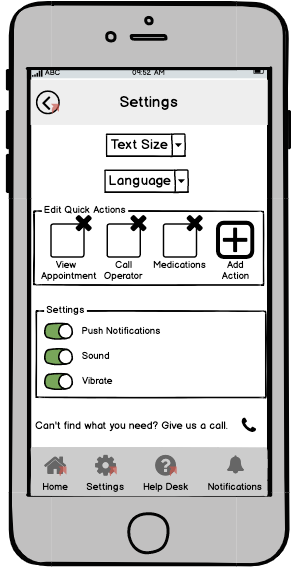 ABC 09:52 AM
Settings
Text Size
Language
Edit Quick Actions
View Appointment
Call Operator
Medications
Add Action
Settings
Push Notifications
Sound
Vibrate
Can't find what you need? Give us a call.
Home Settings Help Desk Notifications